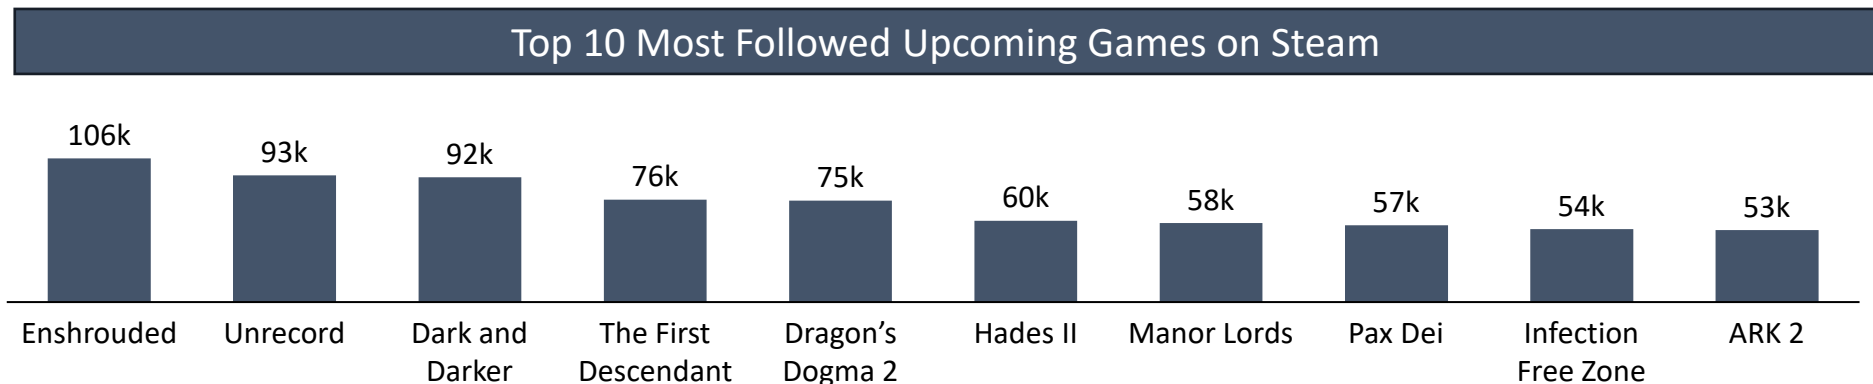 Top 10 Most Followed Upcoming Games on Steam
106k
93k
92k
76k
75k
60k
58k
57k
54k
53k
Enshrouded
Unrecord
Dark and
Darker
The First
Descendant
Dragon’s
Dogma 2
Hades II
Manor Lords
Pax Dei
Infection
Free Zone
ARK 2